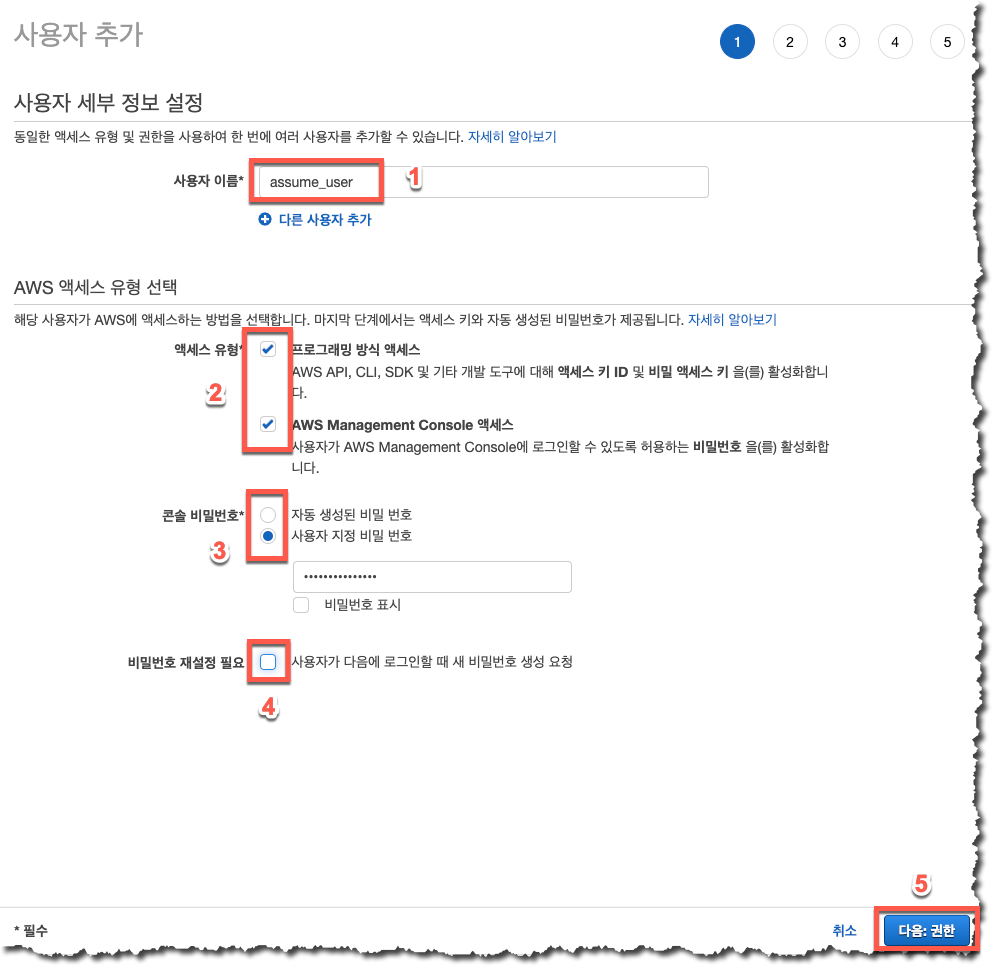 사용자 추가
1 2 3 4 5
사용자 세부 정보 설정
동일한 액세스 유형 및 권한을 사용하여 한 번에 여러 사용자를 추가할 수 있습니다. 자세히 알아보기
사용자 이름* assume_user 1
다른 사용자 추가
AWS 액세스 유형 선택
해당 사용자가 AWS에 액세스하는 방법을 선택합니다. 마지막 단계에서는 액세스 키와 자동 생성된 비밀번호가 제공됩니다. 자세히 알아보기
액세스 유형* 프로그래밍 방식 액세스
AWS API, CLI, SDK 및 기타 개발 도구에 대해 액세스 키 ID 및 비밀 액세스 키 을(를) 활성화합니
다.
2
AWS Management Console 액세스
사용자가 AWS Management Console에 로그인할 수 있도록 허용하는 비밀번호 을(를) 활성화합
니다.
콘솔 비밀번호* 자동 생성된 비밀 번호
사용자 지정 비밀 번호
3
•••••••••••••••
비밀번호 표시
비밀번호 재설정 필요 사용자가 다음에 로그인할 때 새 비밀번호 생성 요청
4
5
* 필수 취소 다음: 권한